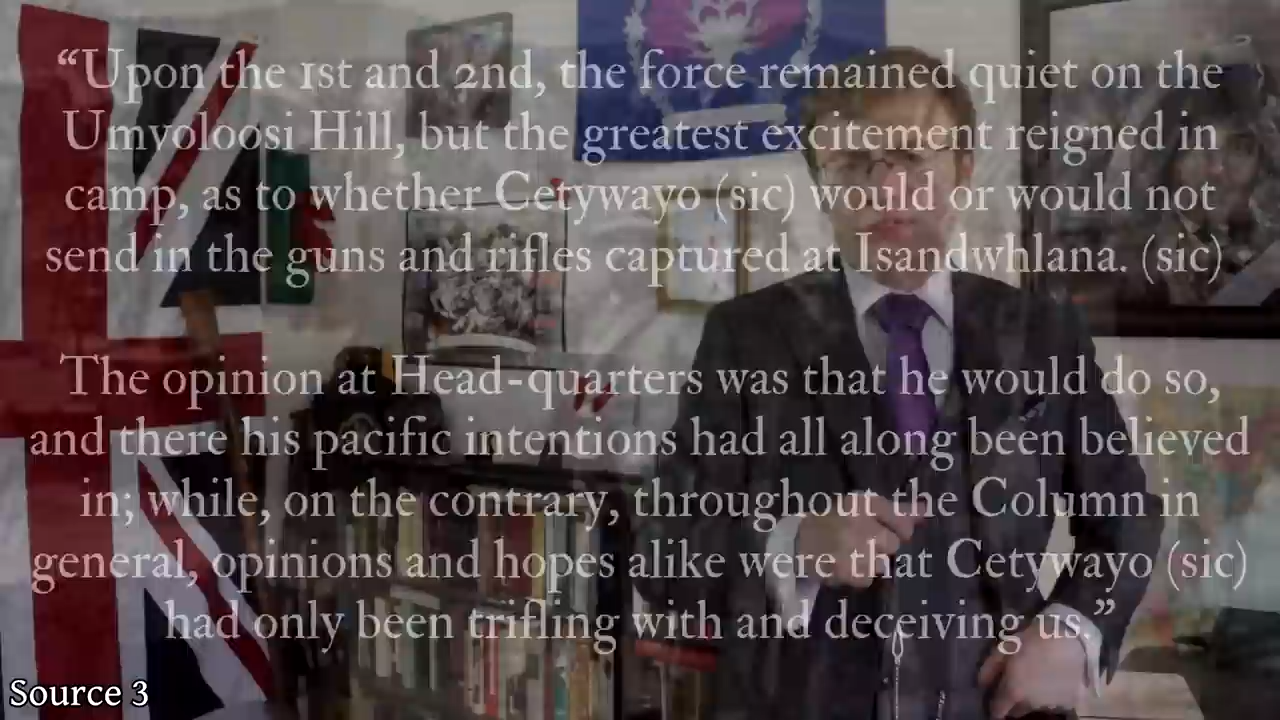 “Upon the 1st and 2nd, the force remained quiet on the
Umvoloosi Hill, but the greatest excitement reigned in
camp, as to whether Cetywayo (sic) would or would not
send in the guns and rifles captured at Isandwhlana. (sic)
The opinion at Head-quarters was that he would do so,
and there his pacific intentions had all along been believed
in; while, on the contrary, throughout the Column in
general, opinions and hopes alike were that Cetywayo (sic)
had only been trifling with and deceiving us.”
Source 3